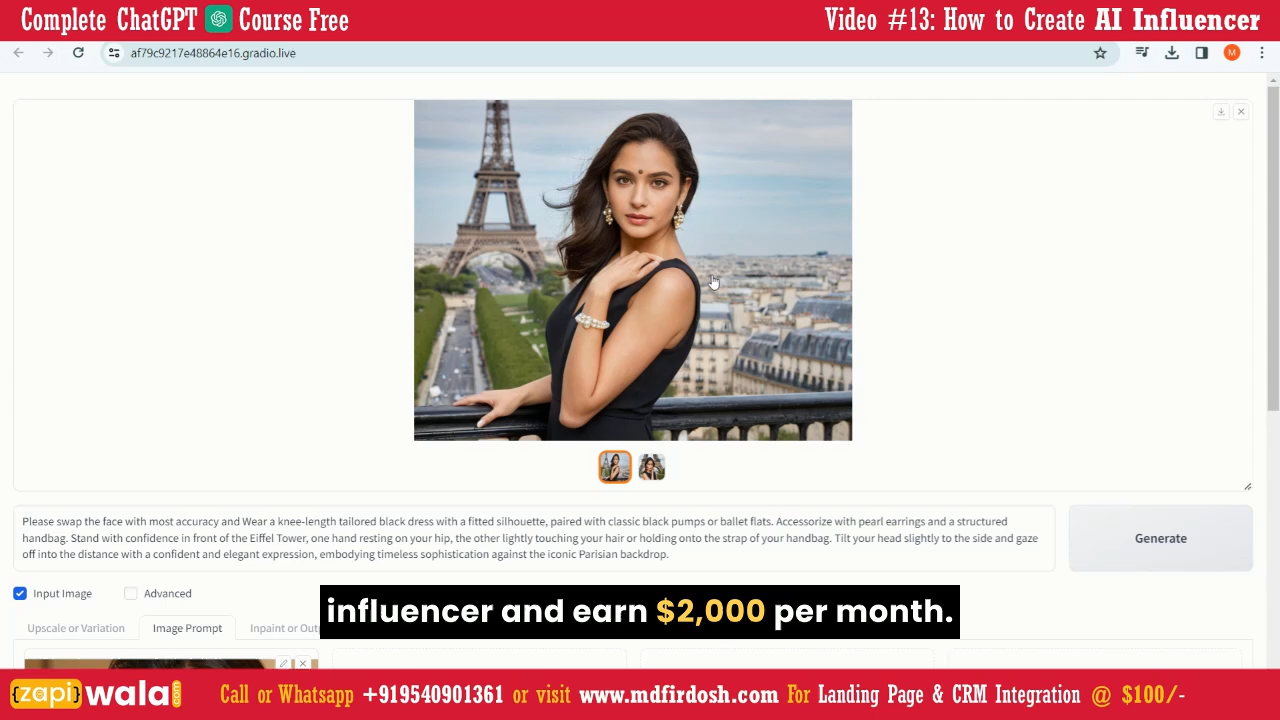 Complete ChatGPT Course Free
Video #13: How to Create AI Influencer
af79c9217e48864e16.gradio.live
M
Please swap the face with most accuracy and Wear a knee-length tailored black dress with a fitted silhouette, paired with classic black pumps or ballet flats. Accessorize with pearl earrings and a structured
handbag. Stand with confidence in front of the Eiffel Tower, one hand resting on your hip, the other lightly touching your hair or holding onto the strap of your handbag. Tilt your head slightly to the side and gaze
off into the distance with a confident and elegant expression, embodying timeless sophistication against the iconic Parisian backdrop.
Generate
Input Image
Advanced
influencer and earn $2,000 per month.
Upscale or Variation
Image Prompt
Inpaint or Out
{zapi}wala.com
Call or Whatsapp +919540901361 or visit www.mdfirdosh.com For Landing Page & CRM Integration @ $100/-